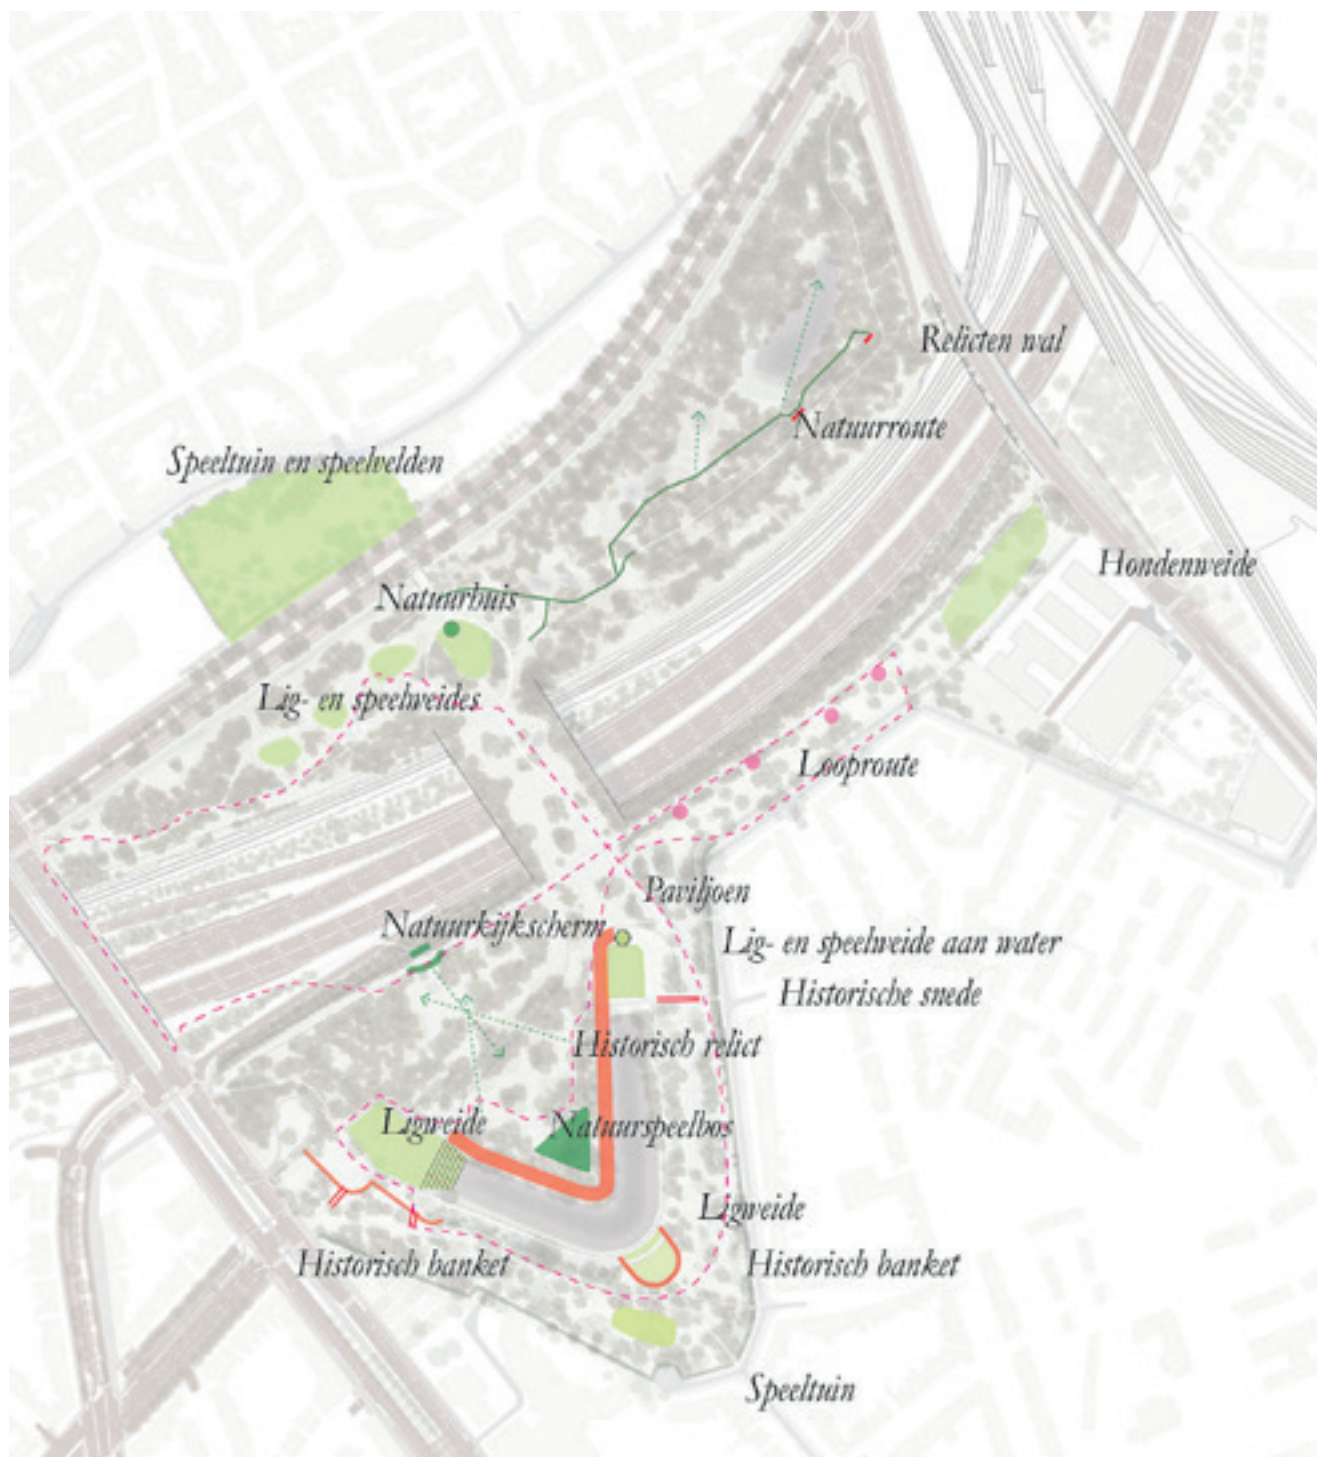 Relicten wal
Natuurroute
Speeltuin en speelvelden
Hondenweide
Natuurhuis
Lig- en speelweides
Looproute
Paviljoen
Natuurkijkscherm
Lig- en speelweide aan water
Historische snede
Historisch relict
Ligweide
Natuurspeelbos
Ligweide
Historisch banket
Historisch banket
Speeltuin